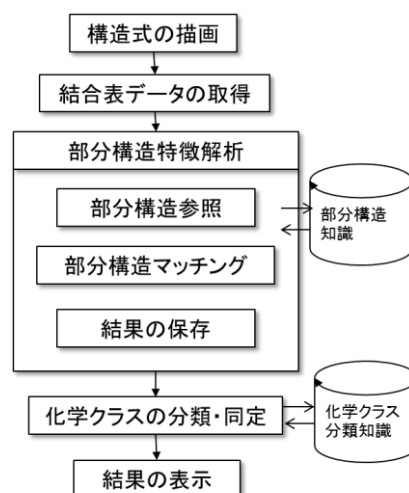 構造式の描画
結合表データの取得
部分構造特徴解析
部分構造参照
部分構造
知識
部分構造マッチング
結果の保存
化学クラスの分類・同定
化学クラス
分類知識
結果の表示